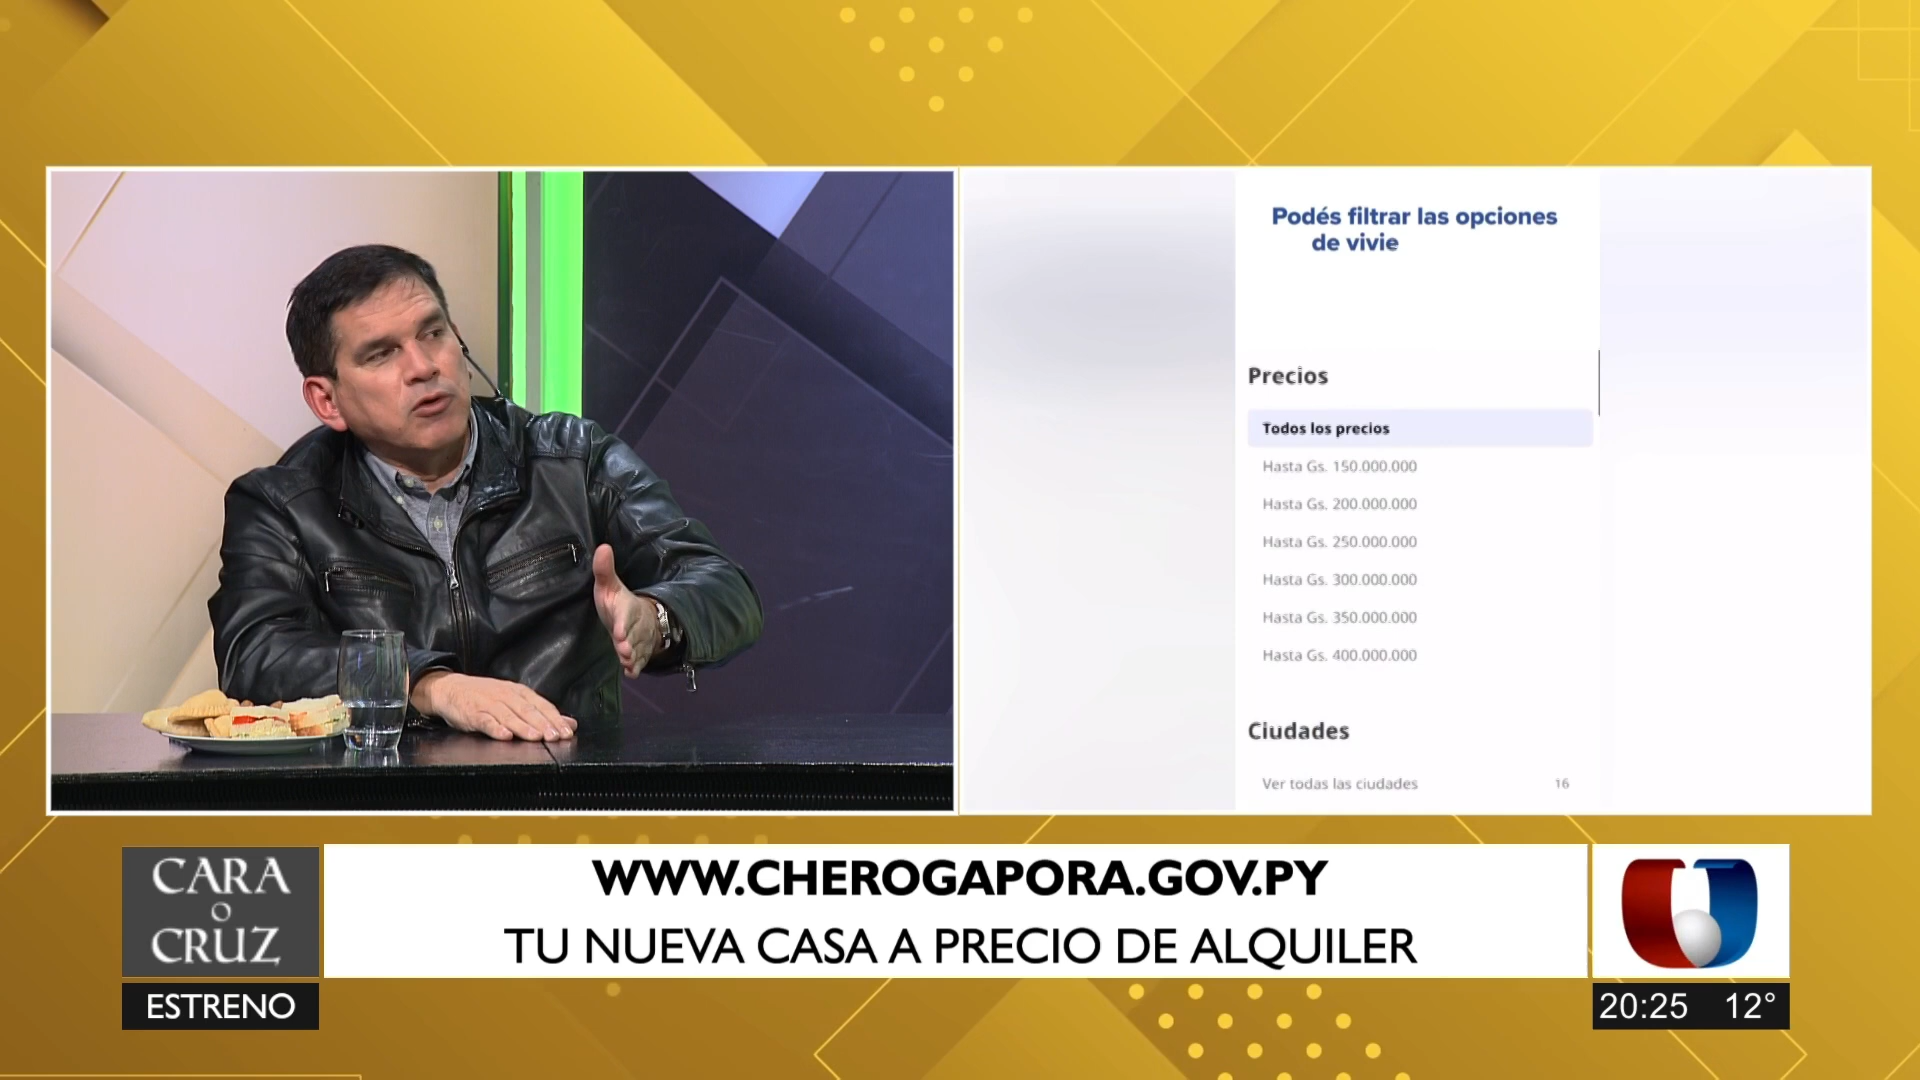 Podés filtrar las opciones
de vivie
Precios
Todos los precios
Hasta Gs. 150.000.000
Hasta Gs. 200.000.000
Hasta Gs. 250.000.000
Hasta Gs. 300.000.000
Hasta Gs. 350.000.000
Hasta Gs. 400.000.000
Ciudades
Ver todas las ciudades 16
CARA
O
CRUZ
ESTRENO
WWW.CHEROGAPORA.GOV.PY
TU NUEVA CASA A PRECIO DE ALQUILER
20:25 12°